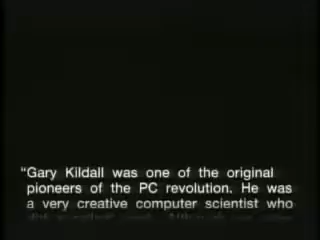 "Gary Kildall was one of the original
pioneers of the PC revolution. He was
a very creative computer scientist who